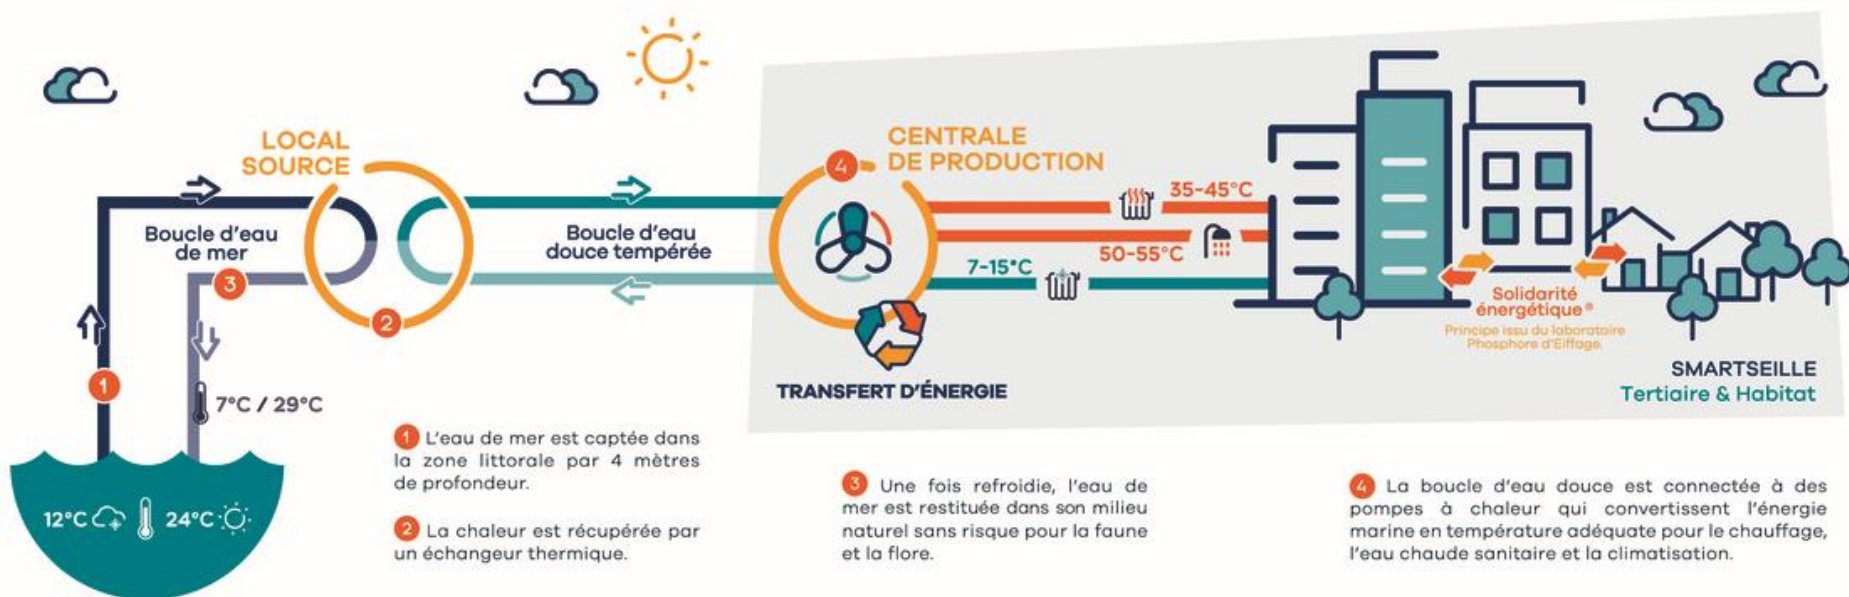 LOCAL
SOURCE
Boucle d'eau
de mer
3
2
1
7°C / 29°C
12°C
24°C
Boucle d'eau
douce tempérée
4
CENTRALE
DE PRODUCTION
35-45°C
50-55°C
7-15°C
TRANSFERT D'ÉNERGIE
Solidarité
énergétique®
Principe issu du laboratoire
Phosphore d'Eiffage.
SMARTSEILLE
Tertiaire & Habitat
1 L'eau de mer est captée dans
la zone littorale par 4 mètres
de profondeur.
2 La chaleur est récupérée par
un échangeur thermique.
3 Une fois refroidie, l'eau de
mer est restituée dans son milieu
naturel sans risque pour la faune
et la flore.
4 La boucle d'eau douce est connectée à des
pompes à chaleur qui convertissent l'énergie
marine en température adéquate pour le chauffage,
l'eau chaude sanitaire et la climatisation.